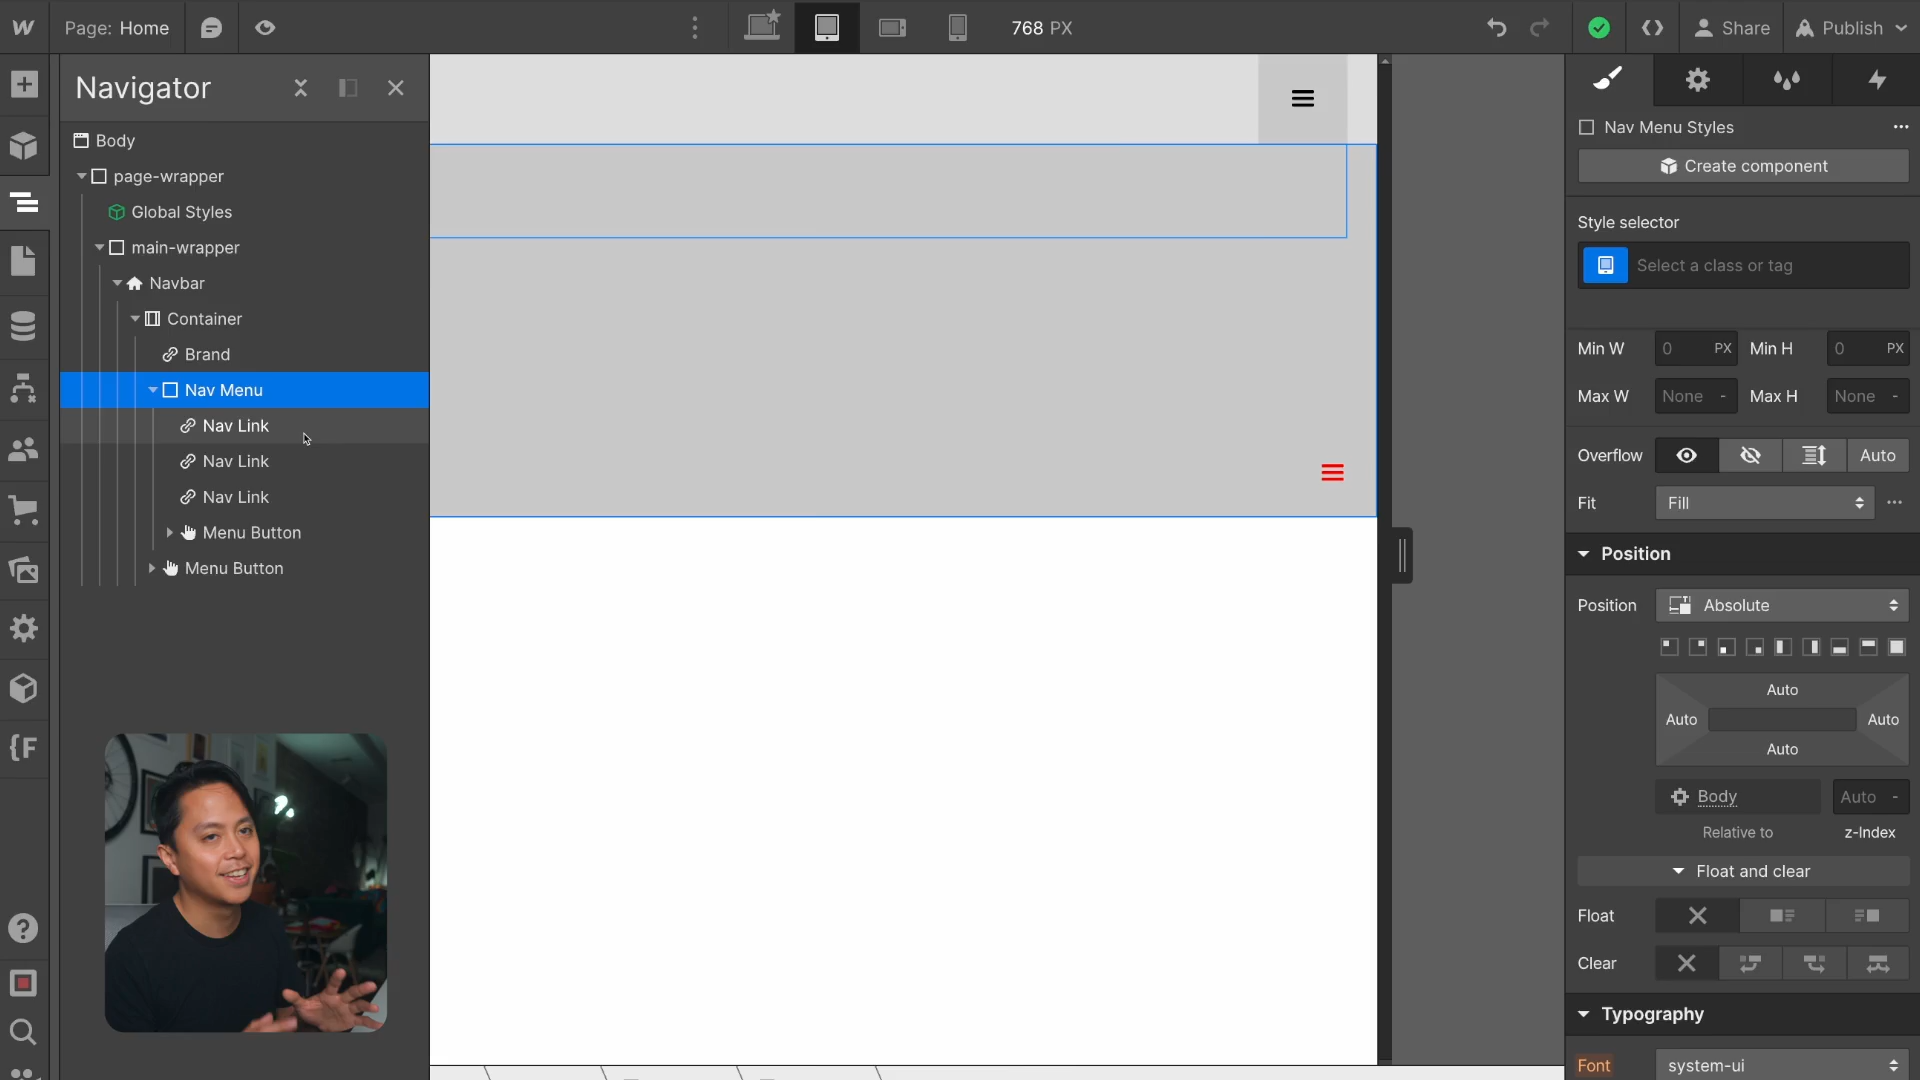 Page: Home
768 PX
Share
Publish
Navigator
Body
page-wrapper
Global Styles
main-wrapper
Navbar
Container
Brand
Nav Menu
Nav Link
Nav Link
Nav Link
Menu Button
Menu Button
Nav Menu Styles
Create component
Style selector
Select a class or tag
Min W 0 PX Min H 0 PX
Max W None - Max H None -
Overflow Auto
Fit Fill
Position
Position Absolute
Auto
Auto Auto
Auto
Body Auto -
Relative to z-Index
Float and clear
Float
Clear
Typography
Font system-ui